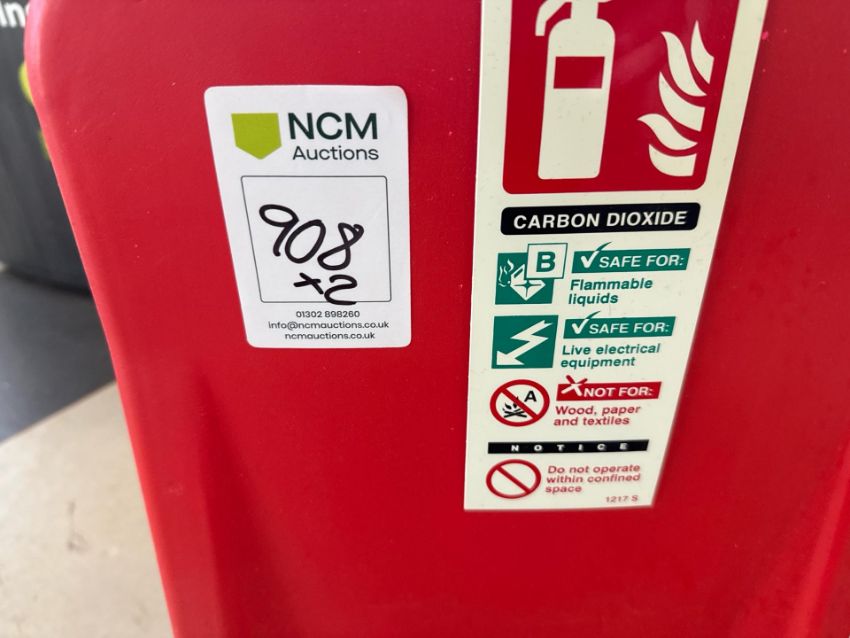 NCM
Auctions
908
+2
01302 898260
info@ncmauctions.co.uk
ncmauctions.co.uk
CARBON DIOXIDE
B
SAFE FOR:
Flammable
liquids
SAFE FOR:
Live electrical
equipment
A
NOT FOR:
Wood, paper
and textiles
NOTICE
Do not operate
within confined
space
1217 S